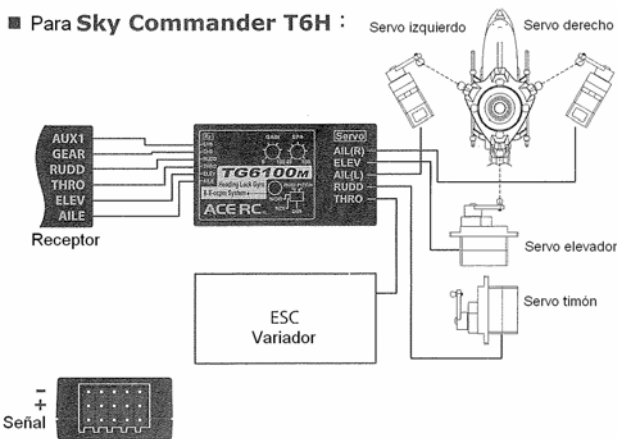 ■ Para Sky Commander T6H :
Servo izquierdo
Servo derecho
AUX1
GEAR
RUDD
THRO
ELEV
AILE
Receptor
GAIN
EPA
TG6100M
Heading Lock Gyro
ACE RC
Servo
AIL(R)
ELEV
AIL(L)
RUDD
THRO
Servo elevador
Servo timón
ESC
Variador
−
+
Señal